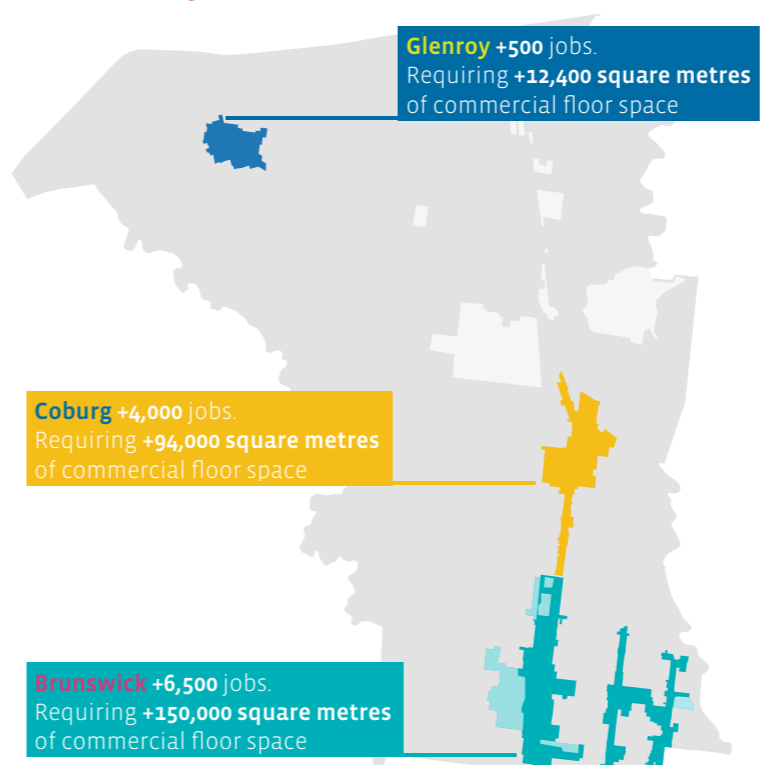 Glenroy +500 jobs.
Requiring +12,400 square metres
of commercial floor space
Coburg +4,000 jobs.
Requiring +94,000 square metres
of commercial floor space
Brunswick +6,500 jobs.
Requiring +150,000 square metres
of commercial floor space